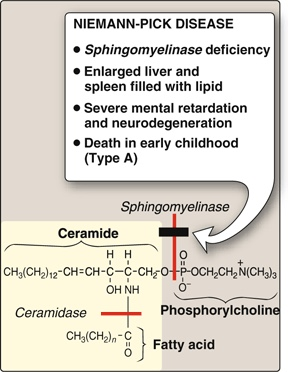 NIEMANN-PICK DISEASE
• Sphingomyelinase deficiency
• Enlarged liver and
spleen filled with lipid
• Severe mental retardation
and neurodegeneration
• Death in early childhood
(Type A)
Sphingomyelinase
Ceramide
H H O
CH₃(CH₂)₁₂-CH=CH-C-C-CH₂-O-P-OCH₂CH₂N(CH₃)₃
+
OH NH O⁻
Ceramidase
Phosphorylcholine
CH₃(CH₂)ₙ-C
O
Fatty acid